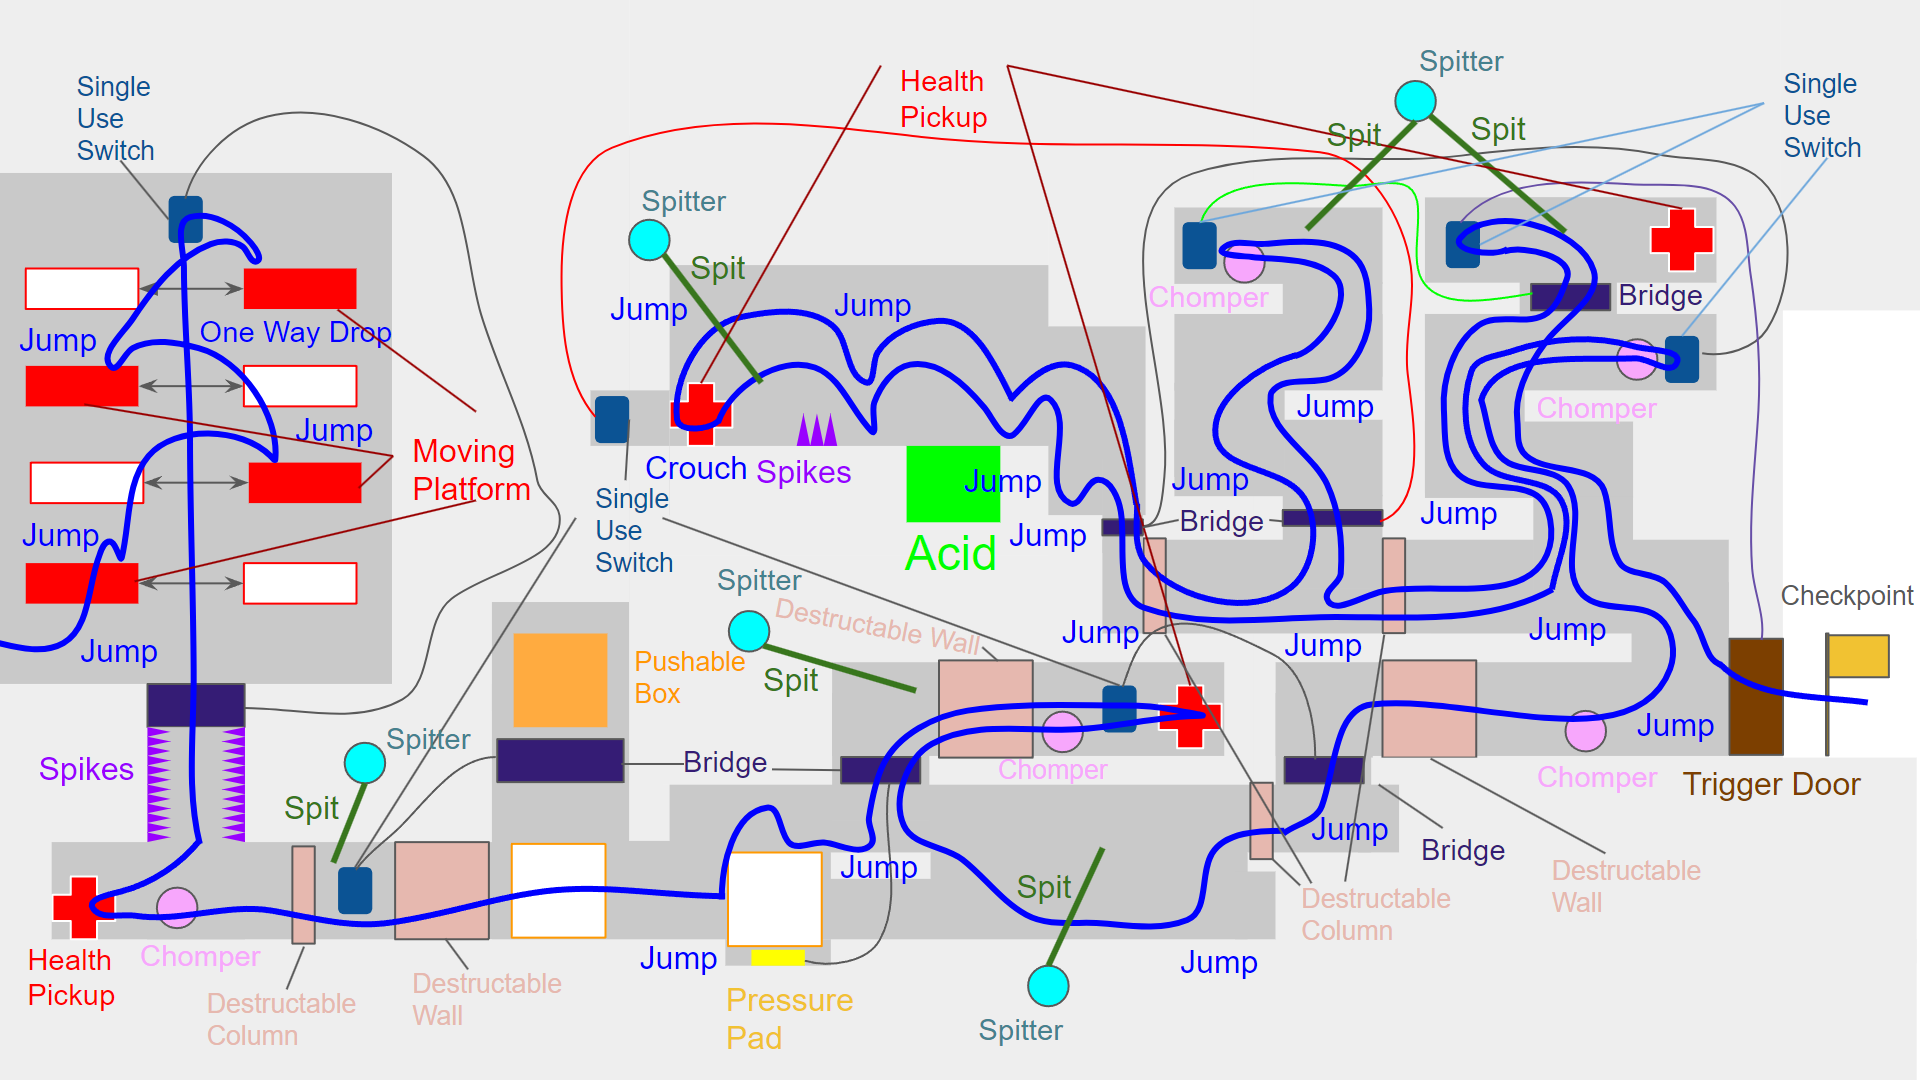 Single
Use
Switch
Jump
One Way Drop
Jump
Jump
Jump
Moving
Platform
Spikes
Health
Pickup
Chomper
Spitter
Spit
Destructable
Column
Destructable
Wall
Pushable
Box
Spitter
Spit
Jump
Jump
Health
Pickup
Crouch
Spikes
Single
Use
Switch
Acid
Jump
Jump
Spitter
Spit
Destructable Wall
Bridge
Chomper
Jump
Jump
Pressure
Pad
Spit
Spitter
Jump
Jump
Spitter
Spit
Spit
Single
Use
Switch
Chomper
Bridge
Jump
Chomper
Jump
Bridge
Jump
Jump
Jump
Checkpoint
Jump
Chomper
Trigger Door
Jump
Bridge
Destructable
Column
Destructable
Wall